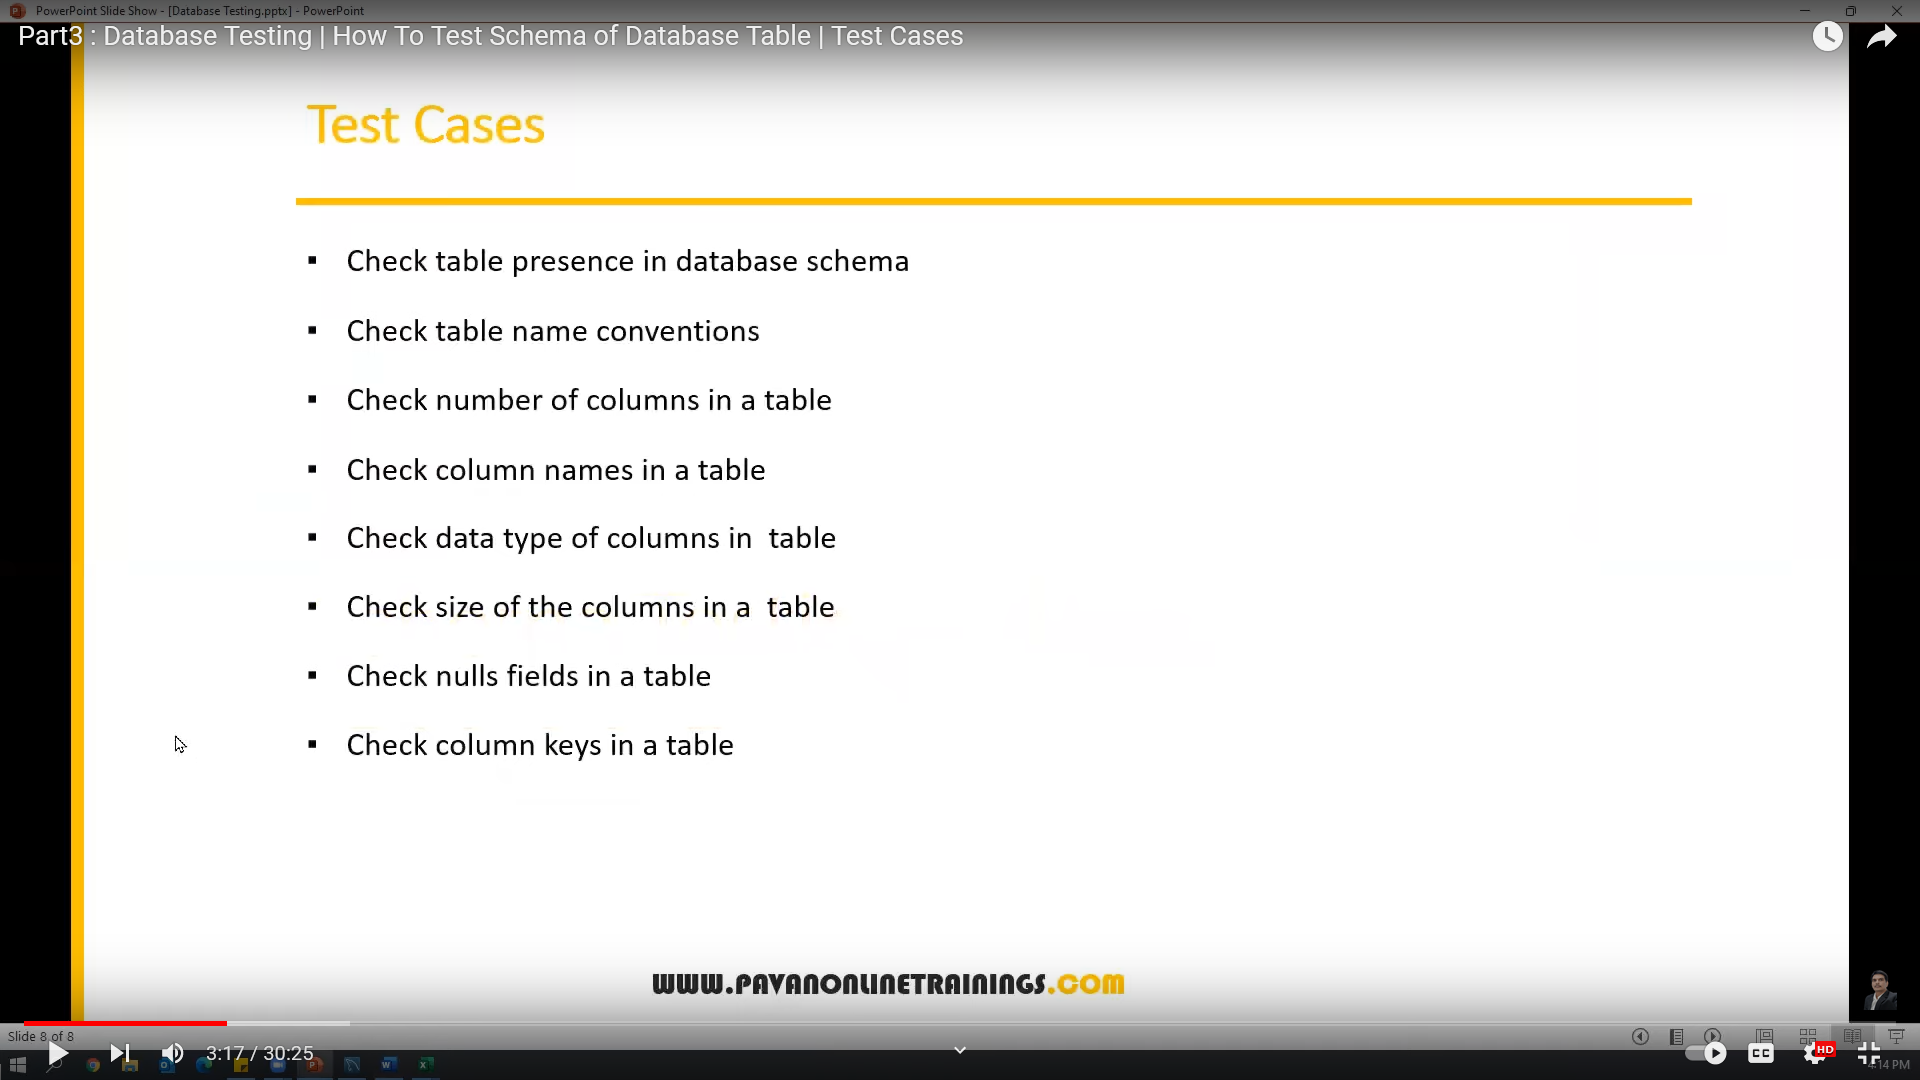 PowerPoint Slide Show - [Database Testing.pptx] - PowerPoint
Part3 : Database Testing | How To Test Schema of Database Table | Test Cases
Test Cases
▪ Check table presence in database schema
▪ Check table name conventions
▪ Check number of columns in a table
▪ Check column names in a table
▪ Check data type of columns in  table
▪ Check size of the columns in a  table
▪ Check nulls fields in a table
▪ Check column keys in a table
WWW.PAVANONLINETRAININGS.COM
Slide 8 of 8
3:17 / 30:25
CC
HD
4:14 PM